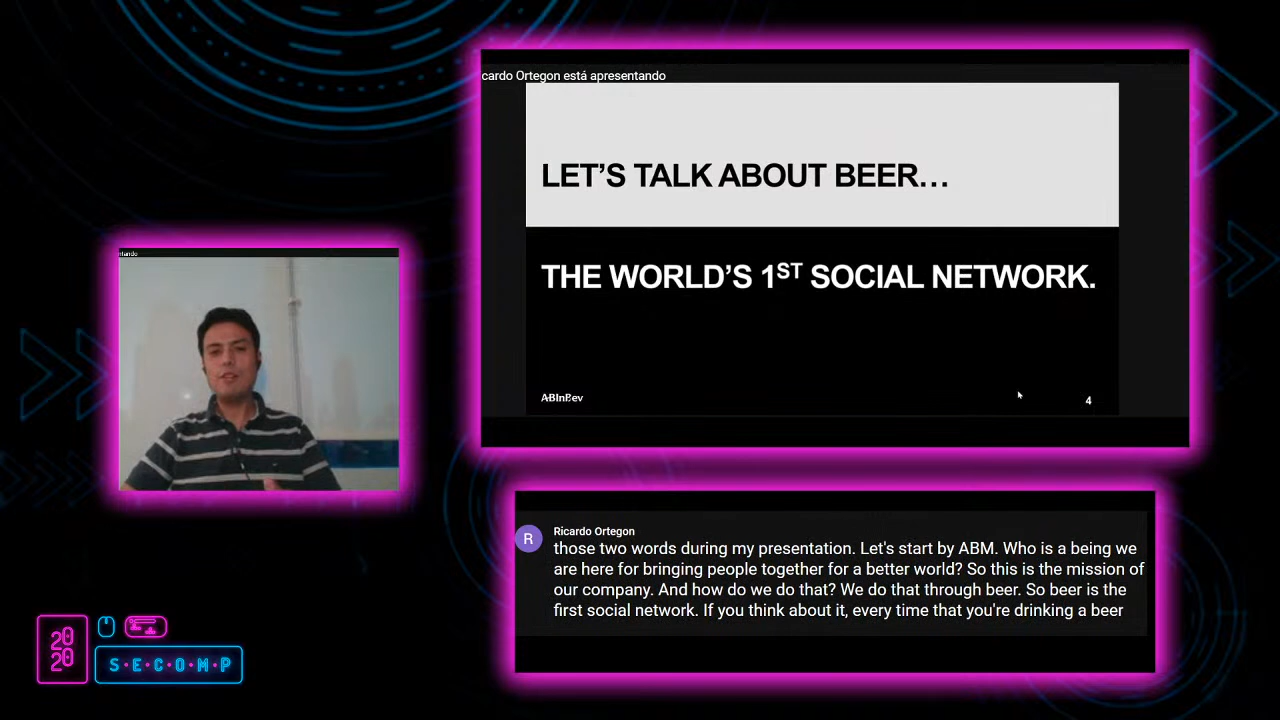 cardo Ortegon está apresentando
LET'S TALK ABOUT BEER…
THE WORLD'S 1ST SOCIAL NETWORK.
ABInBev
4
ntando
R
Ricardo Ortegon
those two words during my presentation. Let's start by ABM. Who is a being we
are here for bringing people together for a better world? So this is the mission of
our company. And how do we do that? We do that through beer. So beer is the
first social network. If you think about it, every time that you're drinking a beer
20
20
S·E·C·O·M·P